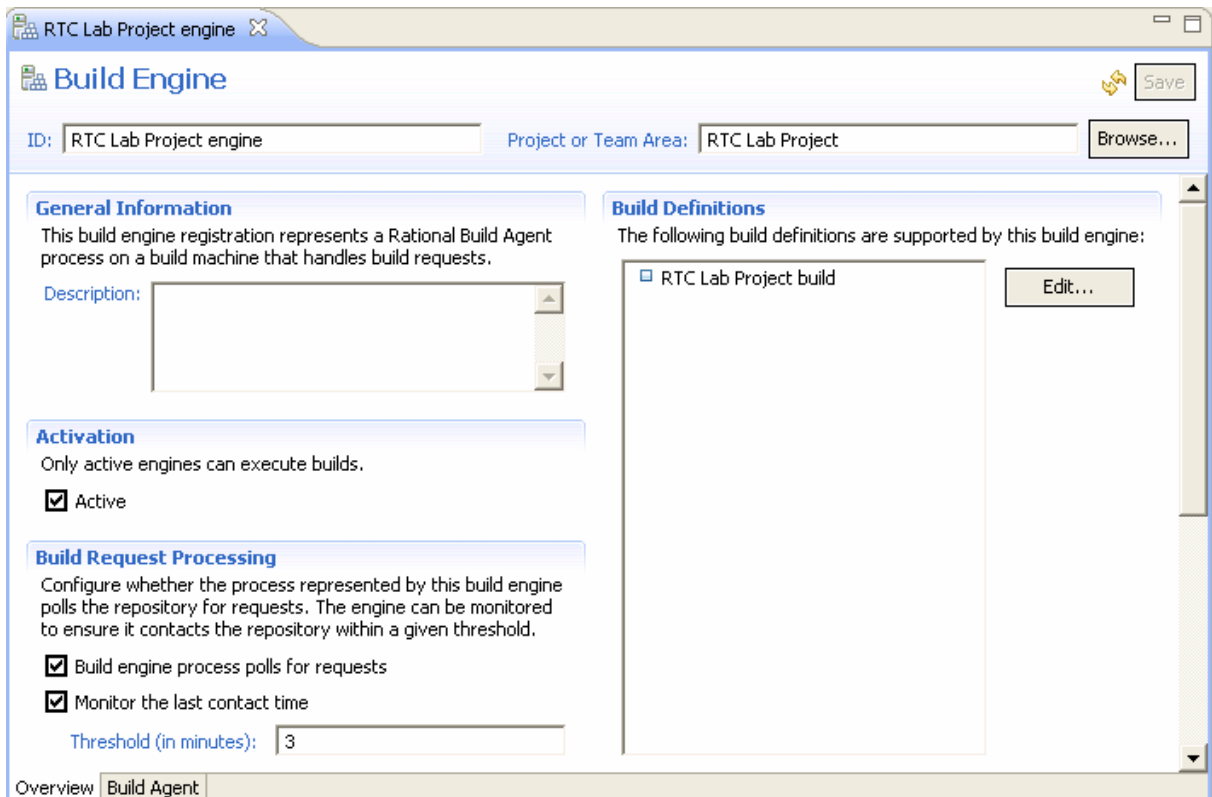 RTC Lab Project engine
Build Engine
Save
ID: RTC Lab Project engine
Project or Team Area: RTC Lab Project
Browse...
General Information
This build engine registration represents a Rational Build Agent
process on a build machine that handles build requests.
Description:
Activation
Only active engines can execute builds.
Active
Build Request Processing
Configure whether the process represented by this build engine
polls the repository for requests. The engine can be monitored
to ensure it contacts the repository within a given threshold.
Build engine process polls for requests
Monitor the last contact time
Threshold (in minutes): 3
Build Definitions
The following build definitions are supported by this build engine:
RTC Lab Project build
Edit...
Overview
Build Agent